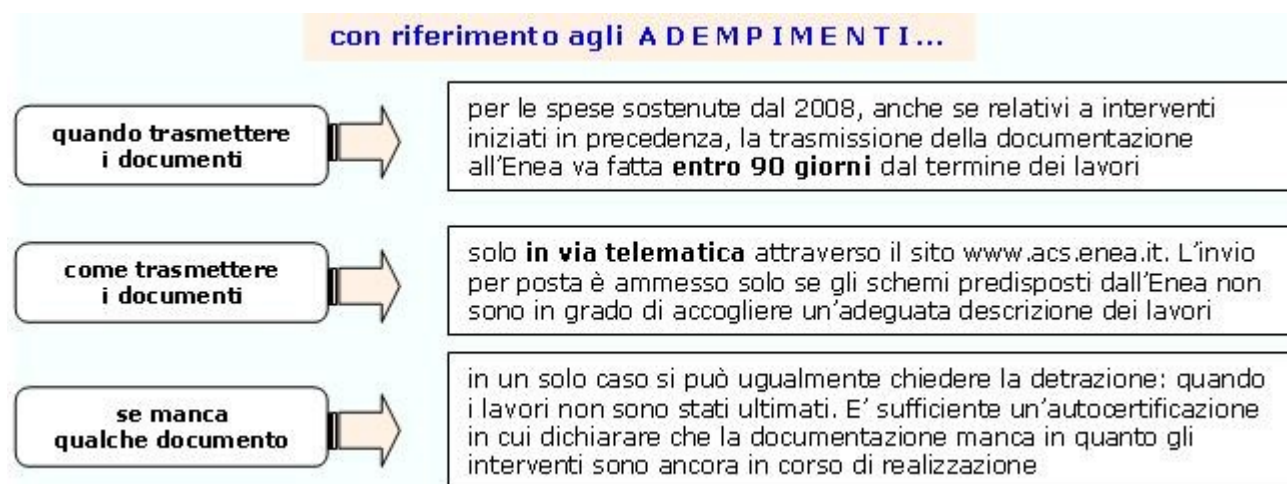 con riferimento agli A D E M P I M E N T I...
quando trasmettere
i documenti
per le spese sostenute dal 2008, anche se relativi a interventi
iniziati in precedenza, la trasmissione della documentazione
all'Enea va fatta entro 90 giorni dal termine dei lavori
come trasmettere
i documenti
solo in via telematica attraverso il sito www.acs.enea.it. L'invio
per posta è ammesso solo se gli schemi predisposti dall'Enea non
sono in grado di accogliere un'adeguata descrizione dei lavori
se manca
qualche documento
in un solo caso si può ugualmente chiedere la detrazione: quando
i lavori non sono stati ultimati. E' sufficiente un'autocertificazione
in cui dichiarare che la documentazione manca in quanto gli
interventi sono ancora in corso di realizzazione